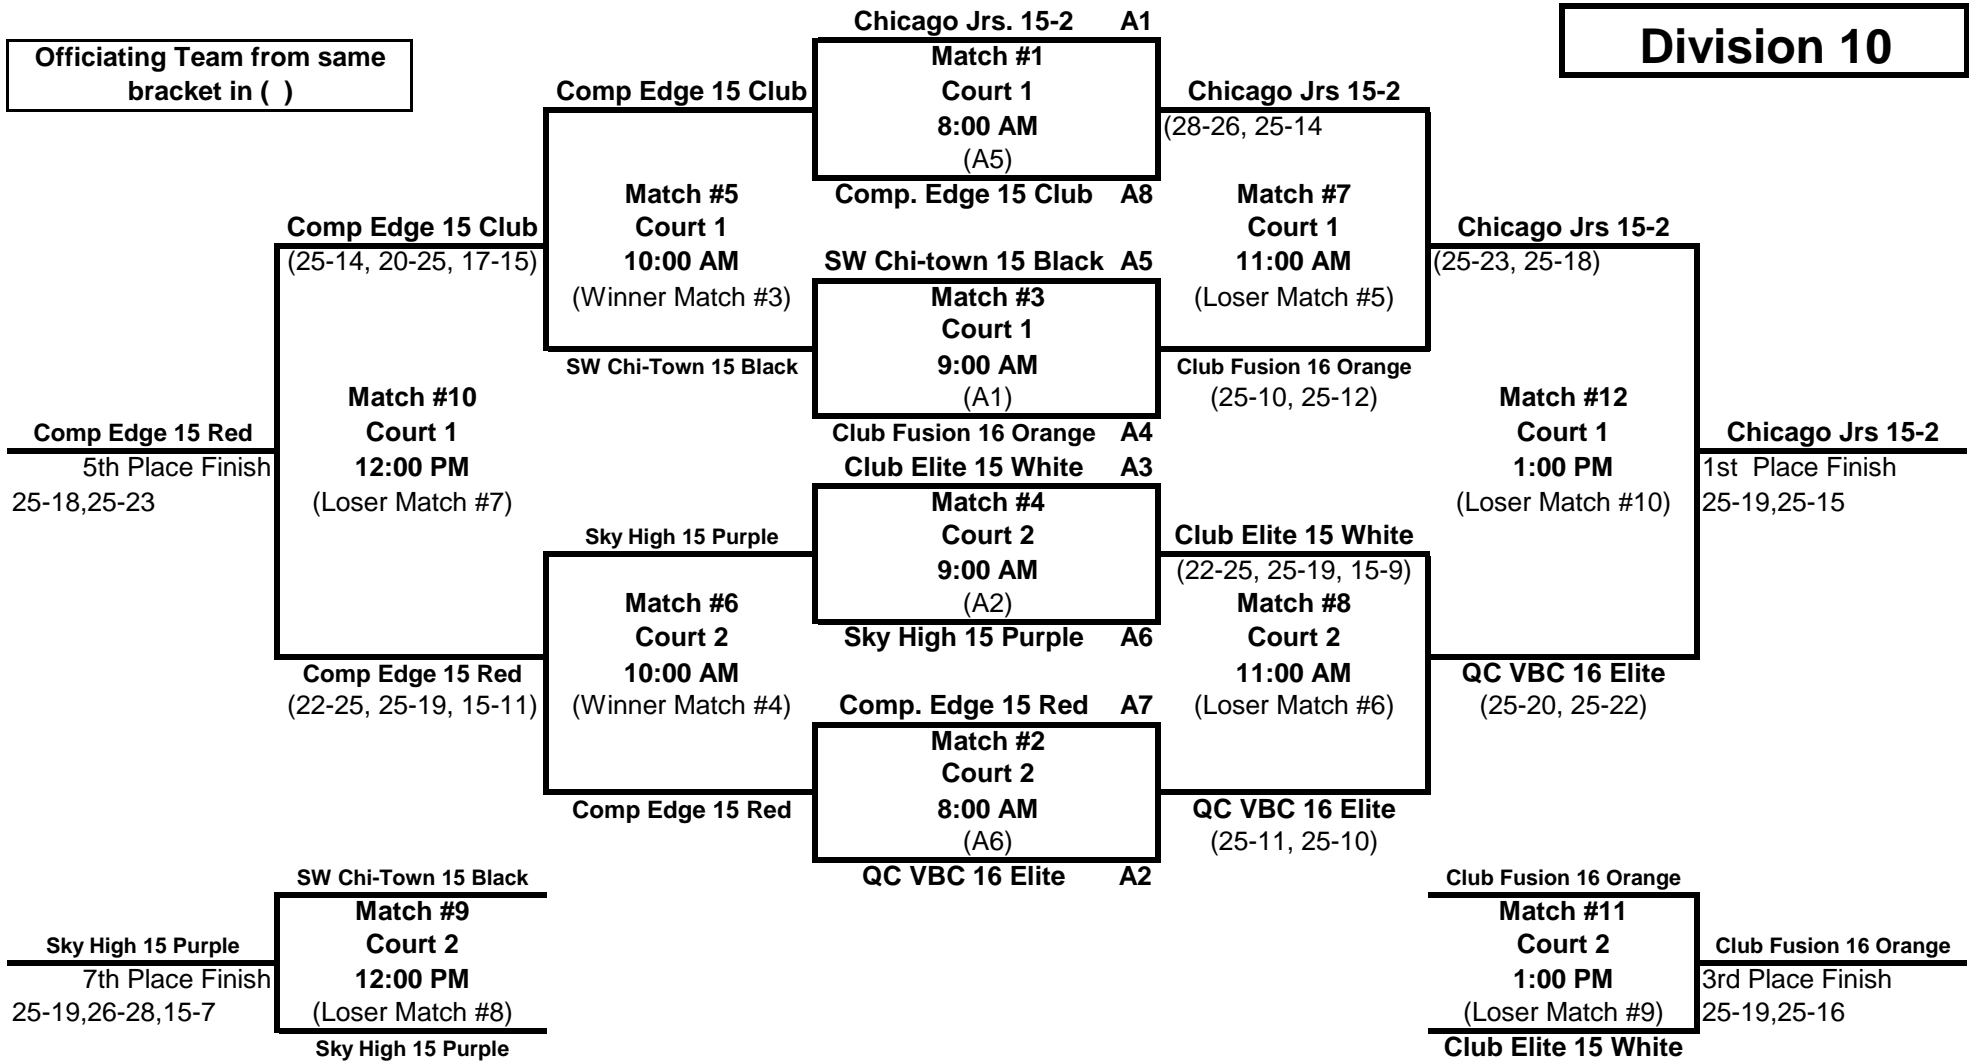 Chicago Jrs. 15-2 A1
Division 10
Officiating Team from same
bracket in ( )
Match #1
Court 1
8:00 AM
(A5)
Comp. Edge 15 Club A8
Comp Edge 15 Club
Chicago Jrs 15-2
(28-26, 25-14
Match #5
Court 1
10:00 AM
(Winner Match #3)
Match #7
Court 1
11:00 AM
(Loser Match #5)
Comp Edge 15 Club
(25-14, 20-25, 17-15)
Chicago Jrs 15-2
(25-23, 25-18)
SW Chi-town 15 Black A5
Match #3
Court 1
9:00 AM
(A1)
Club Fusion 16 Orange A4
SW Chi-Town 15 Black
Club Fusion 16 Orange
(25-10, 25-12)
Match #10
Court 1
12:00 PM
(Loser Match #7)
Match #12
Court 1
1:00 PM
(Loser Match #10)
Comp Edge 15 Red
5th Place Finish
25-18,25-23
Chicago Jrs 15-2
1st Place Finish
25-19,25-15
Club Elite 15 White A3
Match #4
Court 2
9:00 AM
(A2)
Sky High 15 Purple A6
Sky High 15 Purple
Club Elite 15 White
(22-25, 25-19, 15-9)
Match #6
Court 2
10:00 AM
(Winner Match #4)
Match #8
Court 2
11:00 AM
(Loser Match #6)
Comp Edge 15 Red
(22-25, 25-19, 15-11)
QC VBC 16 Elite
(25-20, 25-22)
Comp. Edge 15 Red A7
Match #2
Court 2
8:00 AM
(A6)
QC VBC 16 Elite A2
Comp Edge 15 Red
QC VBC 16 Elite
(25-11, 25-10)
SW Chi-Town 15 Black
Match #9
Court 2
12:00 PM
(Loser Match #8)
Sky High 15 Purple
Sky High 15 Purple
7th Place Finish
25-19,26-28,15-7
Club Fusion 16 Orange
Match #11
Court 2
1:00 PM
(Loser Match #9)
Club Elite 15 White
Club Fusion 16 Orange
3rd Place Finish
25-19,25-16